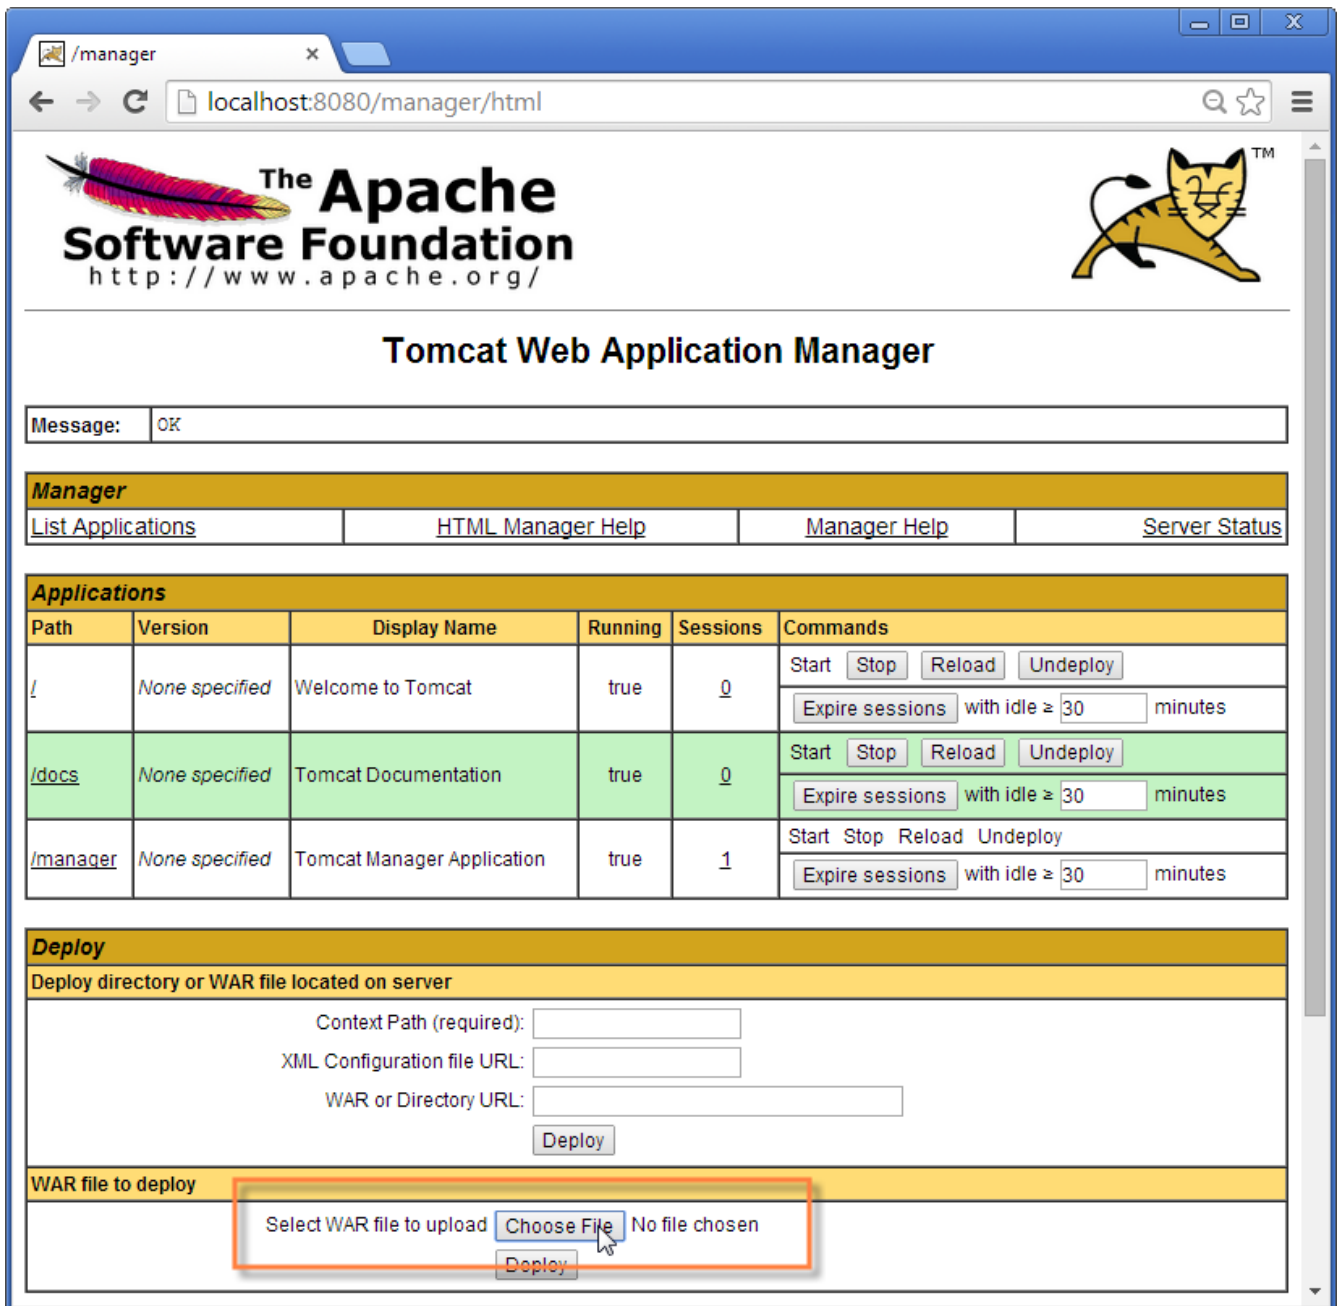 /manager
localhost:8080/manager/html
The Apache
Software Foundation
http://www.apache.org/
TM
Tomcat Web Application Manager
Message: OK
Manager
List Applications HTML Manager Help Manager Help Server Status
Applications
Path Version Display Name Running Sessions Commands
/ None specified Welcome to Tomcat true 0 Start Stop Reload Undeploy
Expire sessions with idle ≥ 30 minutes
/docs None specified Tomcat Documentation true 0 Start Stop Reload Undeploy
Expire sessions with idle ≥ 30 minutes
/manager None specified Tomcat Manager Application true 1 Start Stop Reload Undeploy
Expire sessions with idle ≥ 30 minutes
Deploy
Deploy directory or WAR file located on server
Context Path (required):
XML Configuration file URL:
WAR or Directory URL:
Deploy
WAR file to deploy
Select WAR file to upload Choose File No file chosen
Deploy